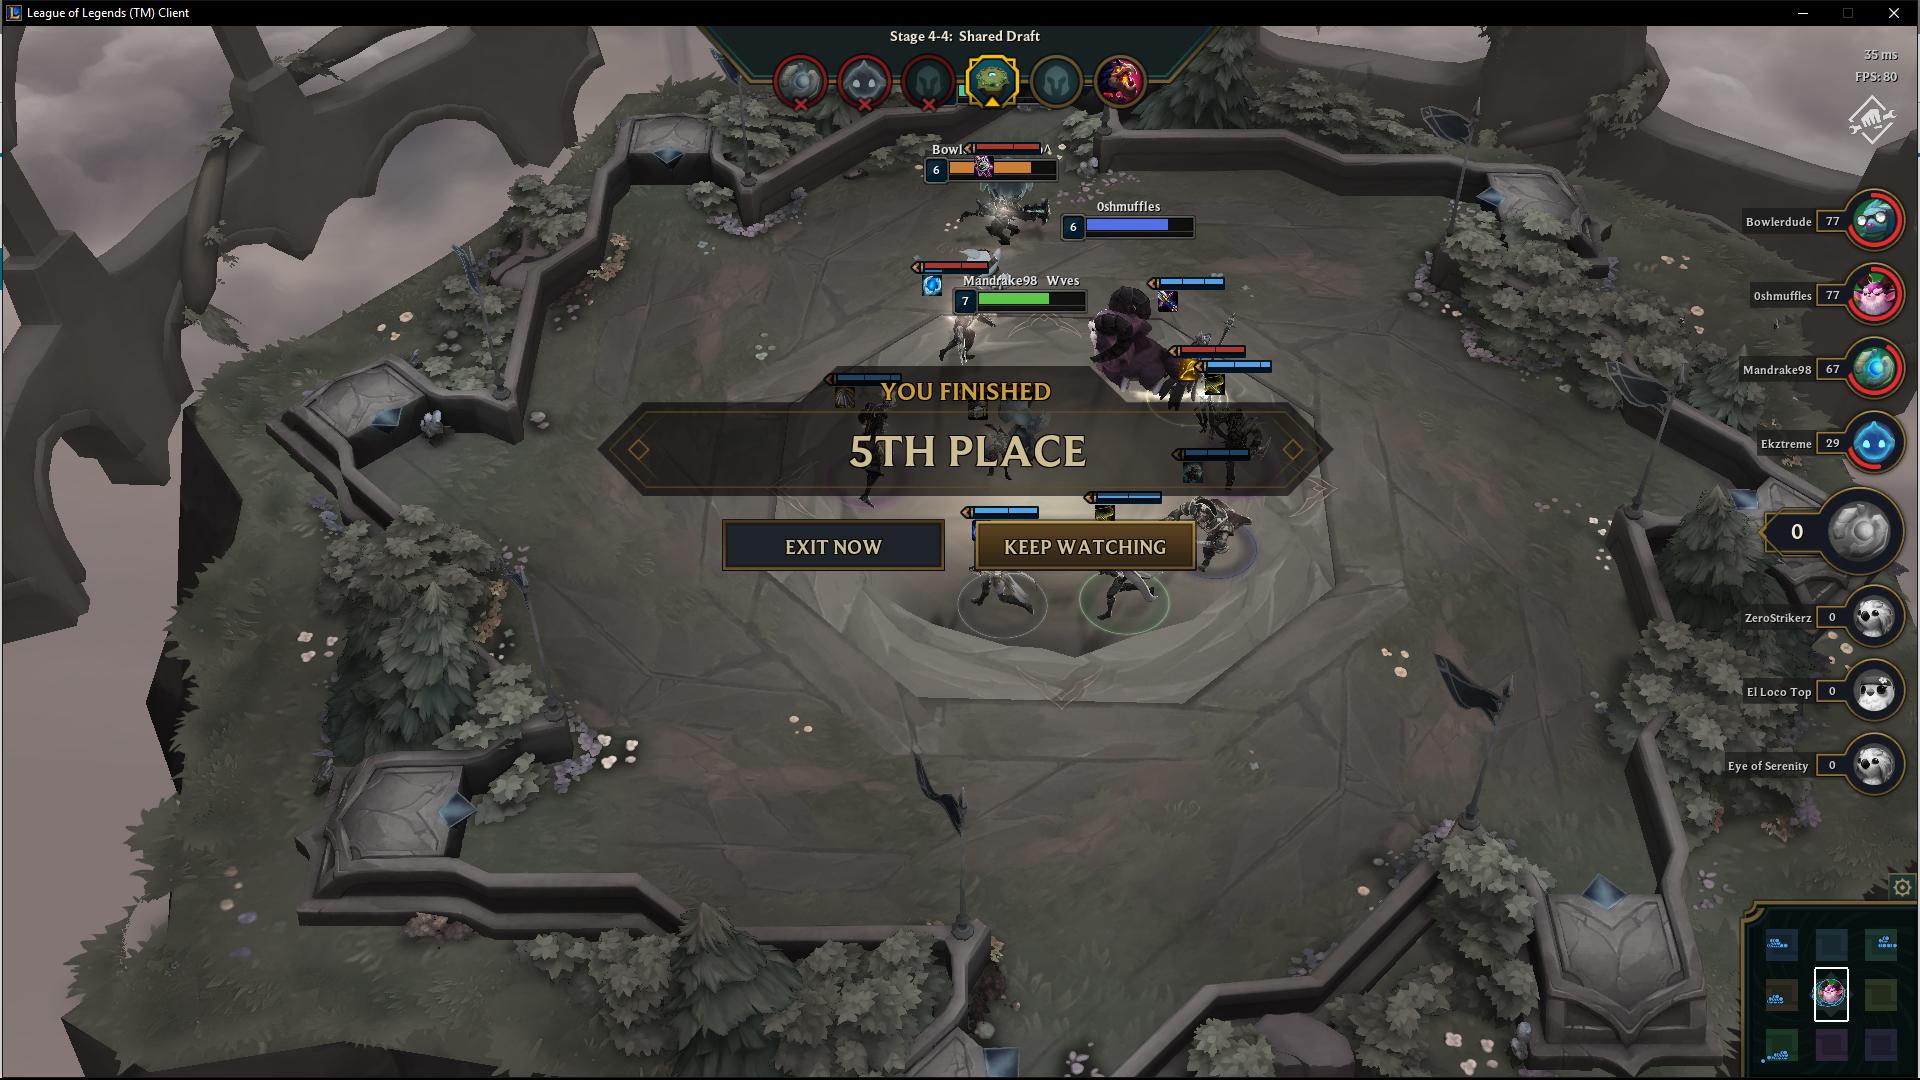 League of Legends (TM) Client
Stage 4-4: Shared Draft
35 ms
FPS: 80
6
0shmuffles
6
Mandrake98 Wves
7
Bowlerdude 77
0shmuffles 77
Mandrake98 67
Ekztreme 29
0
ZeroStrikerz 0
El Loco Top 0
Eye of Serenity 0
YOU FINISHED
5TH PLACE
EXIT NOW
KEEP WATCHING